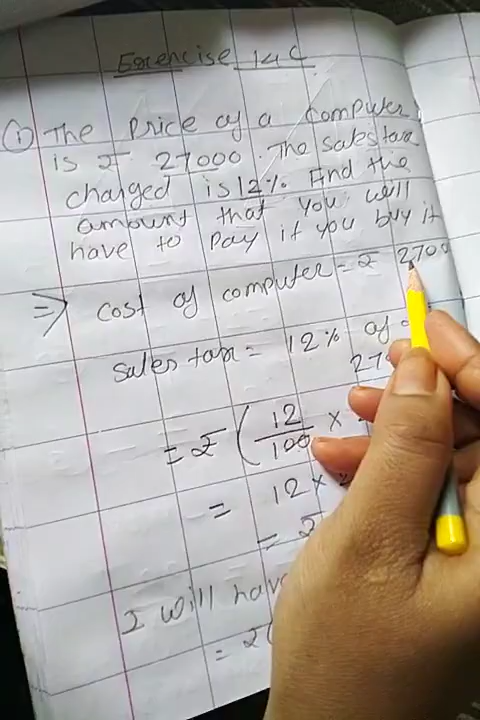 Exercise 14 C
① The price of a computer
is ₹ 27000. The sales tax
charged is 12%. Find the
amount that you will
have to pay if you buy it
⇒ cost of computer = ₹ 2700
sales tax = 12% of
270
= ₹ ( 12/100 ×
= 12 ×
= ₹
I will have
= ₹(